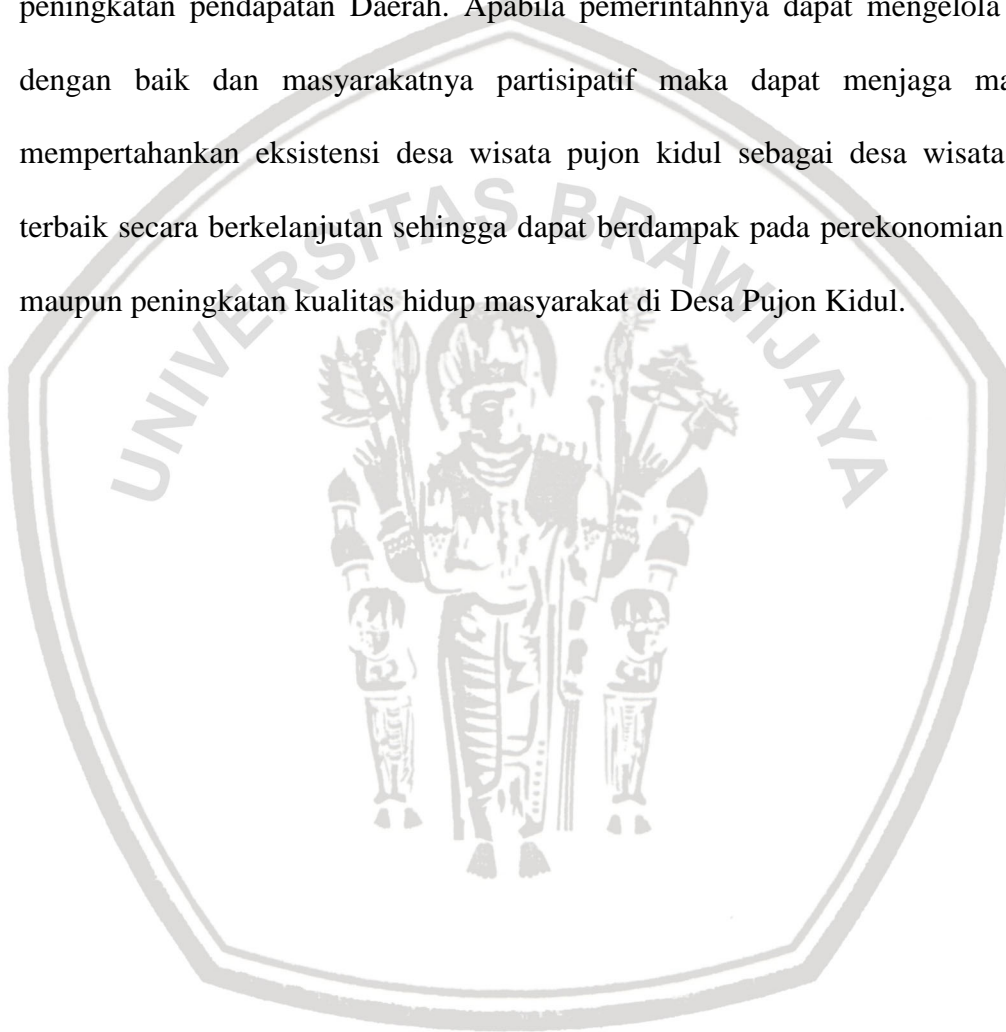 peningkatan pendapatan Daerah. Apabila pemerintahnya dapat mengelola
dengan baik dan masyarakatnya partisipatif maka dapat menjaga
mempertahankan eksistensi desa wisata pujon kidul sebagai desa wisata
terbaik secara berkelanjutan sehingga dapat berdampak pada perekonomian
maupun peningkatan kualitas hidup masyarakat di Desa Pujon Kidul.
UNIVERSITAS BRAWIJAYA